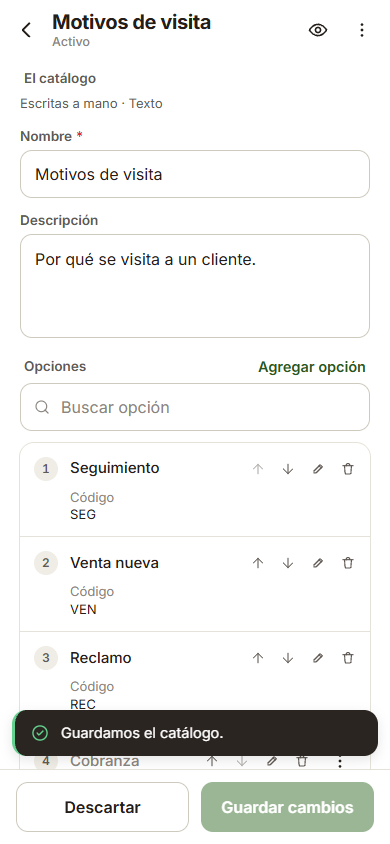 Motivos de visita
Activo
El catálogo
Escritas a mano · Texto
Nombre *
Motivos de visita
Descripción
Por qué se visita a un cliente.
Opciones
Agregar opción
Buscar opción
1
Seguimiento
Código
SEG
2
Venta nueva
Código
VEN
3
Reclamo
Código
REC
Guardamos el catálogo.
4
Cobranza
Descartar
Guardar cambios